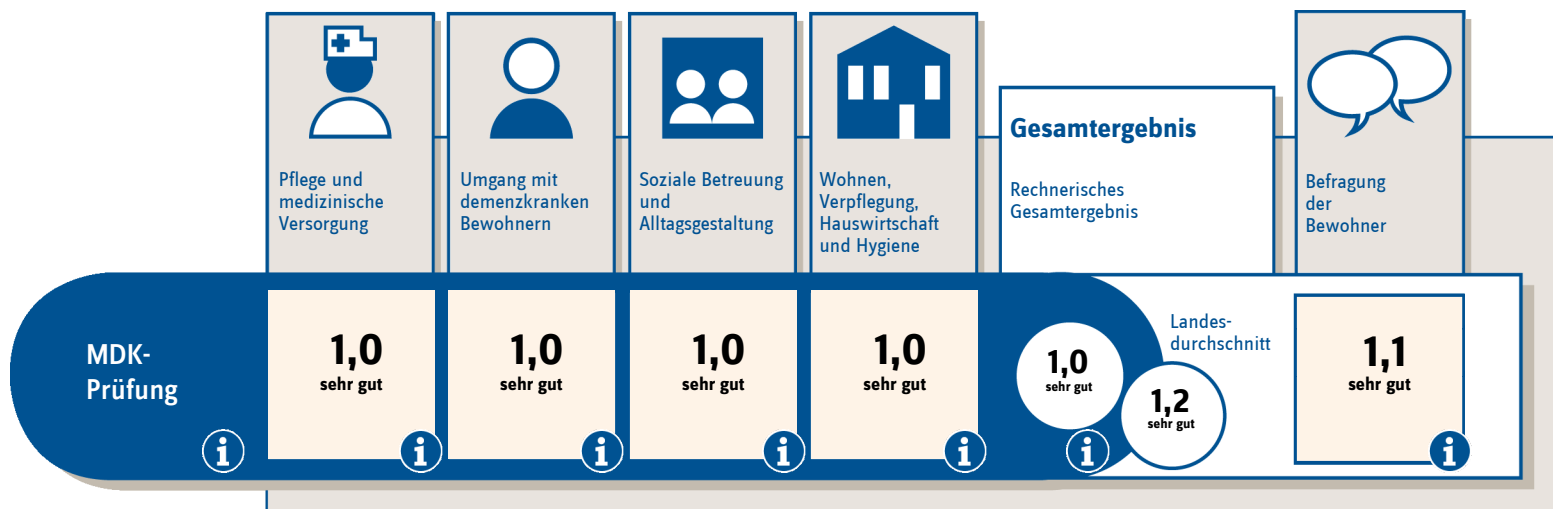 Pflege und
medizinische
Versorgung
Umgang mit
demenzkranken
Bewohnern
Soziale Betreuung
und
Alltagsgestaltung
Wohnen,
Verpflegung,
Hauswirtschaft
und Hygiene
Gesamtergebnis
Rechnerisches
Gesamtergebnis
Befragung
der
Bewohner
MDK-
Prüfung
i
1,0
sehr gut
i
1,0
sehr gut
i
1,0
sehr gut
i
1,0
sehr gut
i
1,0
sehr gut
i
Landes-
durchschnitt
1,2
sehr gut
1,1
sehr gut
i